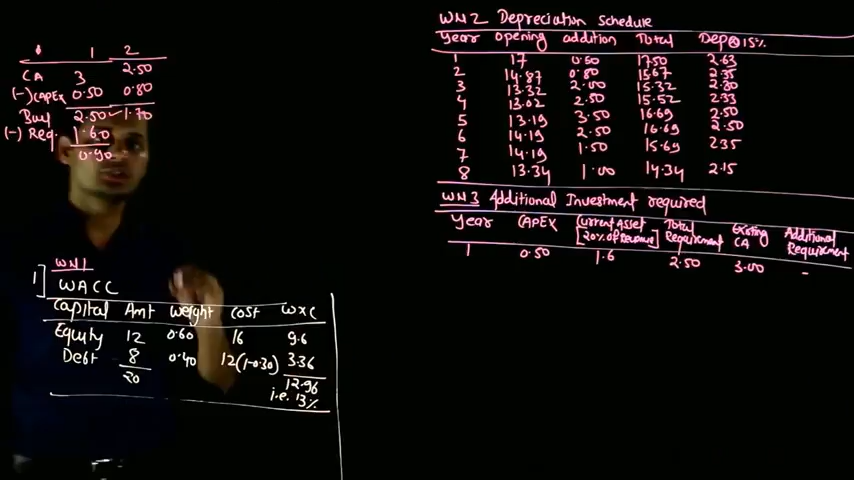 1 2
CA 3 2.50
(-) CAPEX 0.50 0.80
Bal 2.50 1.70
(-) Req. 1.60
0.90
WN1
1] WACC
Capital Amt Weight Cost WxC
Equity 12 0.60 16 9.6
Debt 8 0.40 12(1-0.30) 3.36
20 12.96
i.e. 13%
WN2 Depreciation Schedule
Year opening addition Total Dep@15%
1 17 0.50 17.50 2.63
2 14.87 0.80 15.67 2.35
3 13.32 2.00 15.32 2.30
4 13.02 2.50 15.52 2.33
5 13.19 3.50 16.69 2.50
6 14.19 2.50 16.69 2.50
7 14.19 1.50 15.69 2.35
8 13.34 1.00 14.34 2.15
WN3 Additional Investment required
Year CAPEX Current Asset Total Existing Additional
[20% of Revenue] Requirement CA Requirement
1 0.50 1.6 2.50 3.00 -